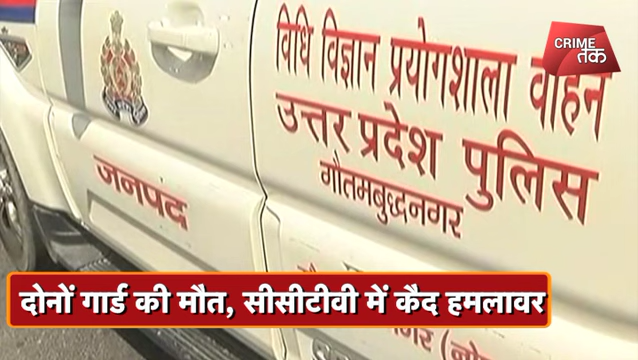 CRIME
तक
विधि विज्ञान प्रयोगशाला वाहन
उत्तर प्रदेश पुलिस
गौतमबुद्धनगर
जनपद
दोनों गार्ड की मौत, सीसीटीवी में कैद हमलावर